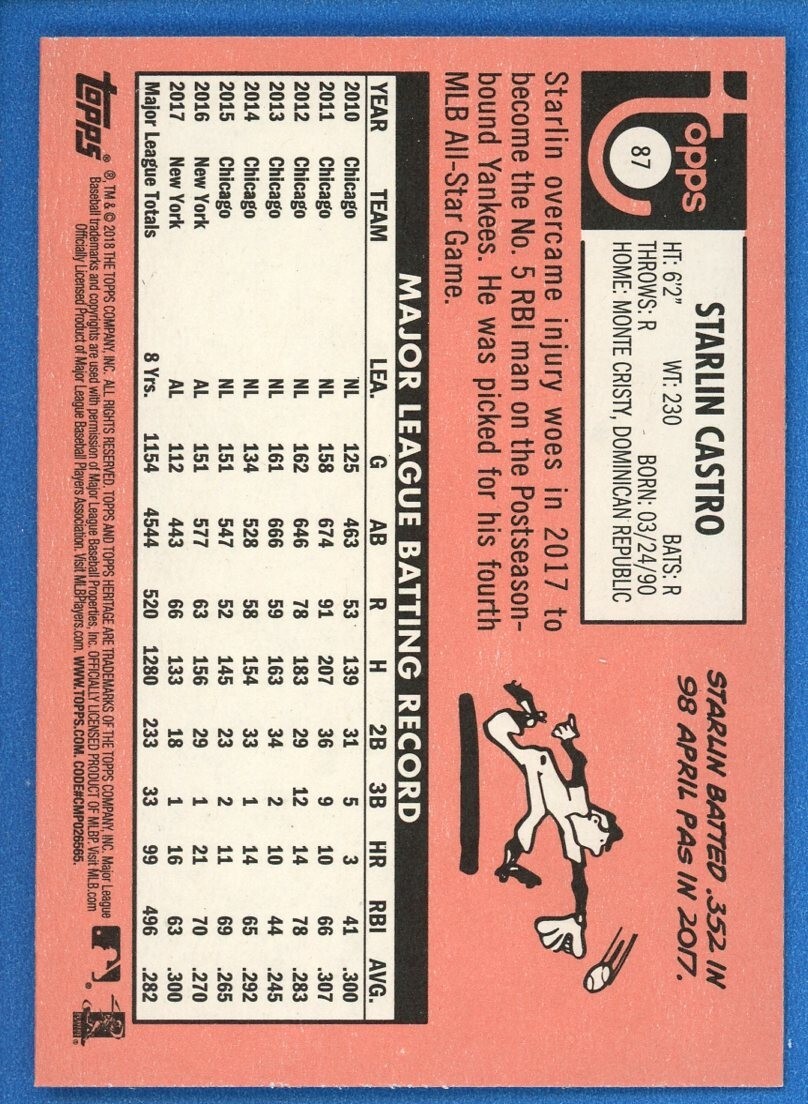 Topps
87
STARLIN CASTRO
HT: 6'2" WT: 230 BATS: R
THROWS: R BORN: 03/24/90
HOME: MONTE CRISTY, DOMINICAN REPUBLIC
Starlin overcame injury woes in 2017 to
become the No. 5 RBI man on the Postseason-
bound Yankees. He was picked for his fourth
MLB All-Star Game.
STARLIN BATTED .352 IN
98 APRIL PAS IN 2017.
MAJOR LEAGUE BATTING RECORD
YEAR TEAM LEA. G AB R H 2B 3B HR RBI AVG.
2010 Chicago NL 125 463 53 139 31 5 3 41 .300
2011 Chicago NL 158 674 91 207 36 9 10 66 .307
2012 Chicago NL 162 646 78 183 29 12 14 78 .283
2013 Chicago NL 161 666 59 163 34 2 10 44 .245
2014 Chicago NL 134 528 58 154 33 1 14 65 .292
2015 Chicago NL 151 547 52 145 23 2 11 69 .265
2016 New York AL 151 577 63 156 29 1 21 70 .270
2017 New York AL 112 443 66 133 18 1 16 63 .300
Major League Totals 8 Yrs. 1154 4544 520 1280 233 33 99 496 .282
topps®
®, TM & © 2018 THE TOPPS COMPANY, INC. ALL RIGHTS RESERVED. TOPPS AND TOPPS HERITAGE ARE TRADEMARKS OF THE TOPPS COMPANY, INC. Major League
Baseball trademarks and copyrights are used with permission of Major League Baseball Properties, Inc. OFFICIALLY LICENSED PRODUCT OF MLBP. Visit MLB.com
Officially Licensed Product of Major League Baseball Players Association. Visit MLBPlayers.com. WWW.TOPPS.COM. CODE#CMP026565.